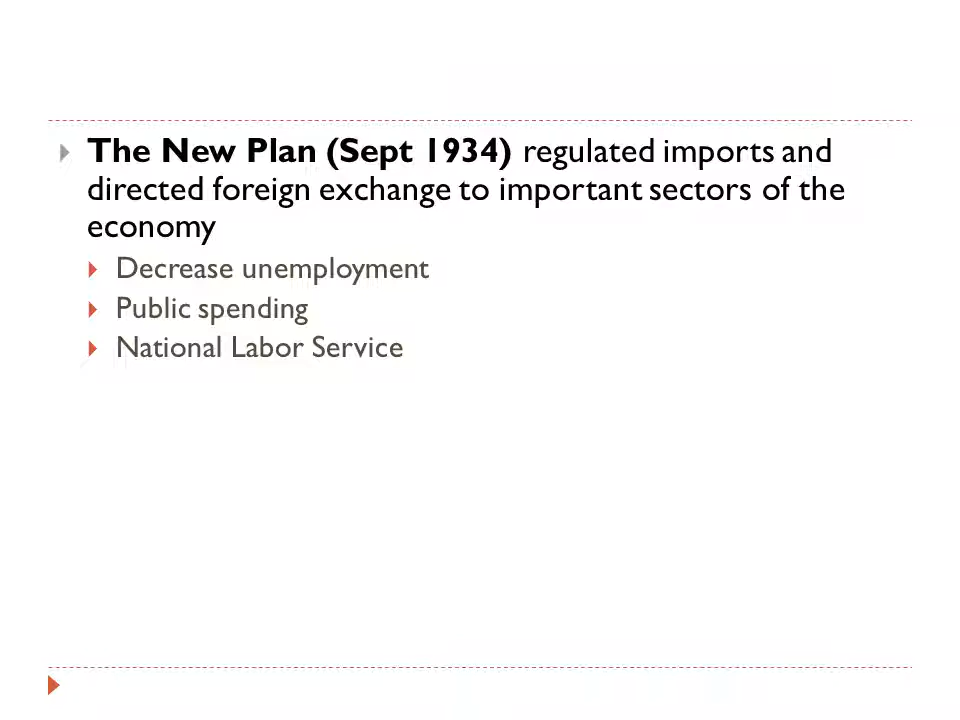 The New Plan (Sept 1934) regulated imports and
directed foreign exchange to important sectors of the
economy
Decrease unemployment
Public spending
National Labor Service